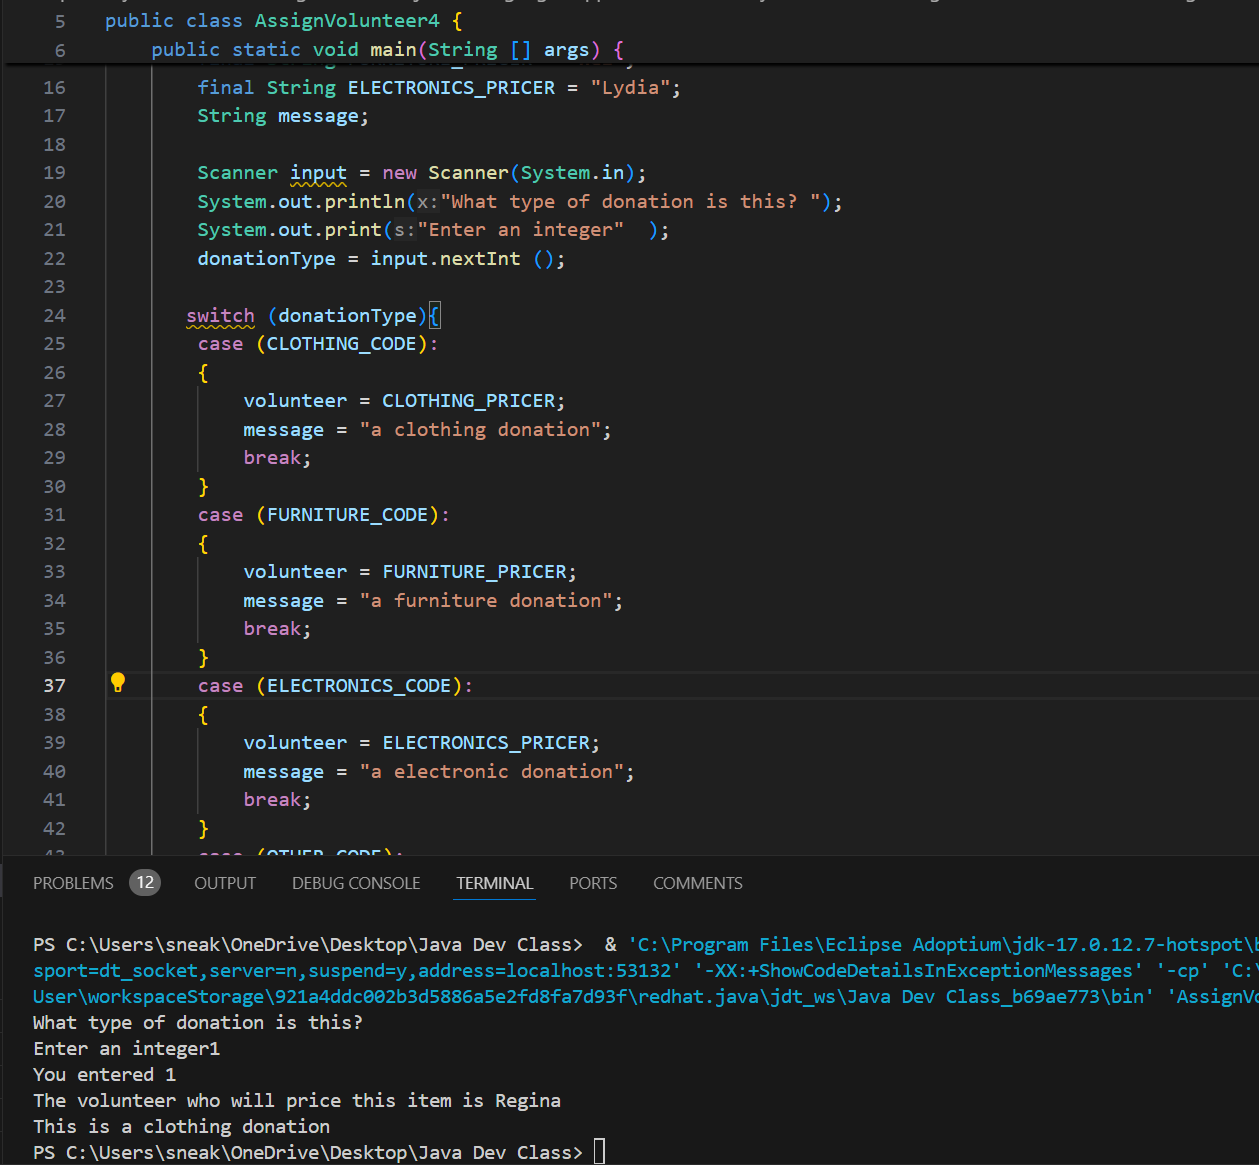 5 public class AssignVolunteer4 {
6 public static void main(String [] args) {
16 final String ELECTRONICS_PRICER = "Lydia";
17 String message;
18
19 Scanner input = new Scanner(System.in);
20 System.out.println(x:"What type of donation is this? ");
21 System.out.print(s:"Enter an integer"  );
22 donationType = input.nextInt ();
23
24 switch (donationType){
25 case (CLOTHING_CODE):
26 {
27 volunteer = CLOTHING_PRICER;
28 message = "a clothing donation";
29 break;
30 }
31 case (FURNITURE_CODE):
32 {
33 volunteer = FURNITURE_PRICER;
34 message = "a furniture donation";
35 break;
36 }
37 case (ELECTRONICS_CODE):
38 {
39 volunteer = ELECTRONICS_PRICER;
40 message = "a electronic donation";
41 break;
42 }
case (OTHER_CODE):
PROBLEMS 12 OUTPUT DEBUG CONSOLE TERMINAL PORTS COMMENTS
PS C:\Users\sneak\OneDrive\Desktop\Java Dev Class>  & 'C:\Program Files\Eclipse Adoptium\jdk-17.0.12.7-hotspot\b
sport=dt_socket,server=n,suspend=y,address=localhost:53132' '-XX:+ShowCodeDetailsInExceptionMessages' '-cp' 'C:\
User\workspaceStorage\921a4ddc002b3d5886a5e2fd8fa7d93f\redhat.java\jdt_ws\Java Dev Class_b69ae773\bin' 'AssignVo
What type of donation is this?
Enter an integer1
You entered 1
The volunteer who will price this item is Regina
This is a clothing donation
PS C:\Users\sneak\OneDrive\Desktop\Java Dev Class>